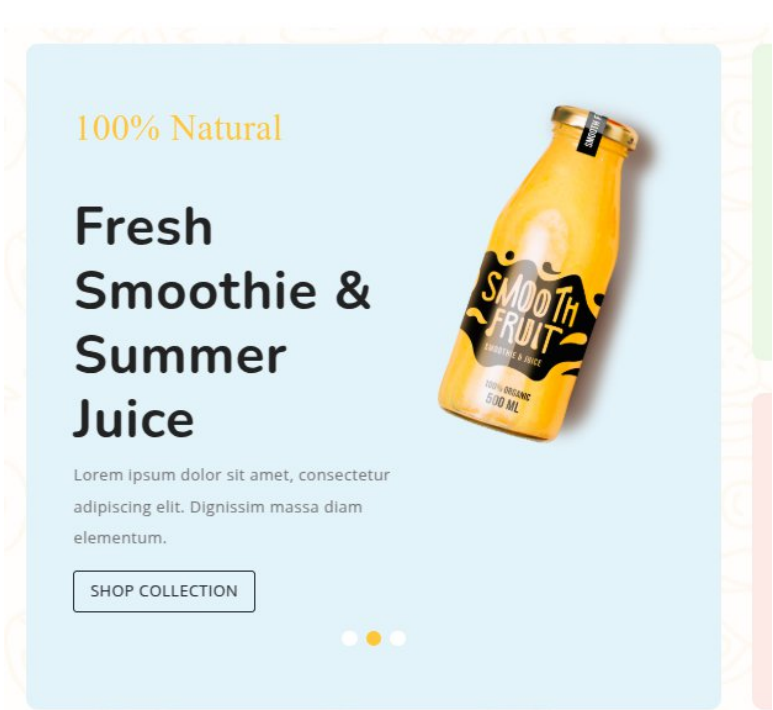 100% Natural
Fresh
Smoothie &
Summer
Juice
Lorem ipsum dolor sit amet, consectetur
adipiscing elit. Dignissim massa diam
elementum.
SHOP COLLECTION
SMOOTH F
SMOOTH
FRUIT
SMOOTHIE & JUICE
100% ORGANIC
500 ML